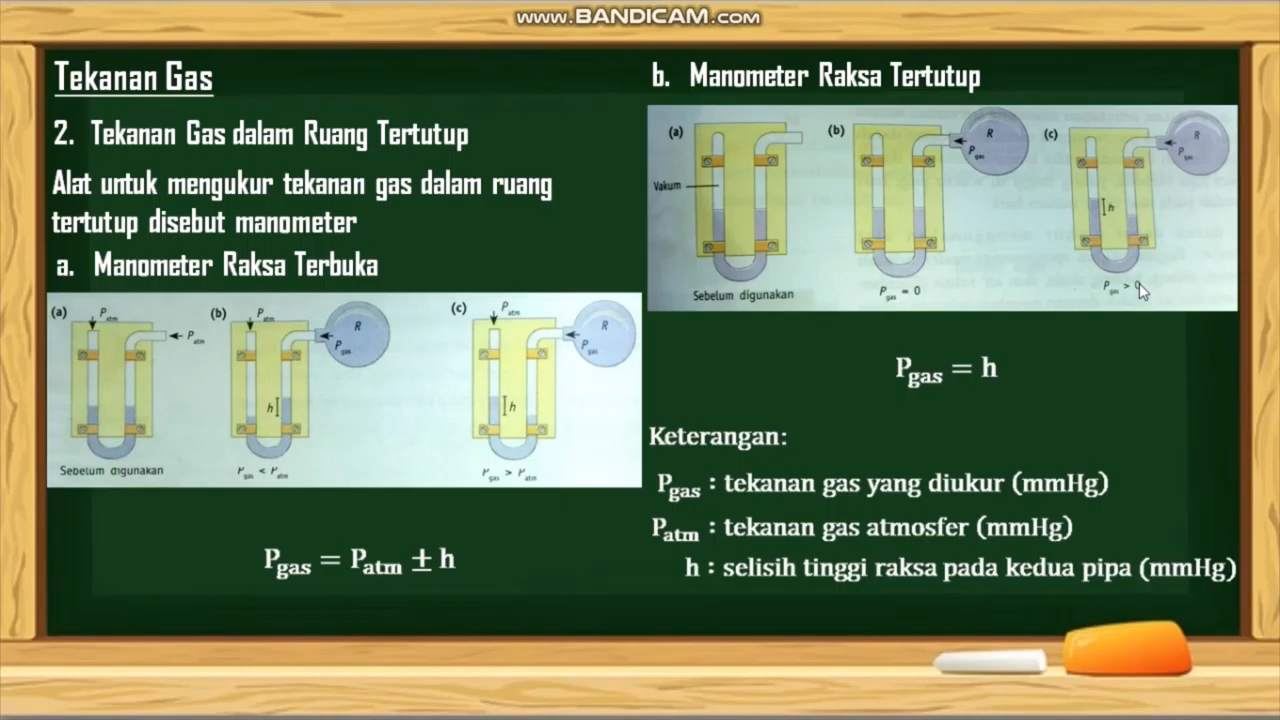 www.BANDICAM.com
Tekanan Gas
2. Tekanan Gas dalam Ruang Tertutup
Alat untuk mengukur tekanan gas dalam ruang
tertutup disebut manometer
a. Manometer Raksa Terbuka
(a) Patm Patm
(b) Patm R Pgas h
(c) Patm R Pgas h
Sebelum digunakan
Pgas < Patm
Pgas > Patm
Pgas = Patm ± h
b. Manometer Raksa Tertutup
(a) Vakum
(b) R Pgas
(c) R Pgas h
Sebelum digunakan
Pgas = 0
Pgas > 0
Pgas = h
Keterangan:
Pgas : tekanan gas yang diukur (mmHg)
Patm : tekanan gas atmosfer (mmHg)
h : selisih tinggi raksa pada kedua pipa (mmHg)